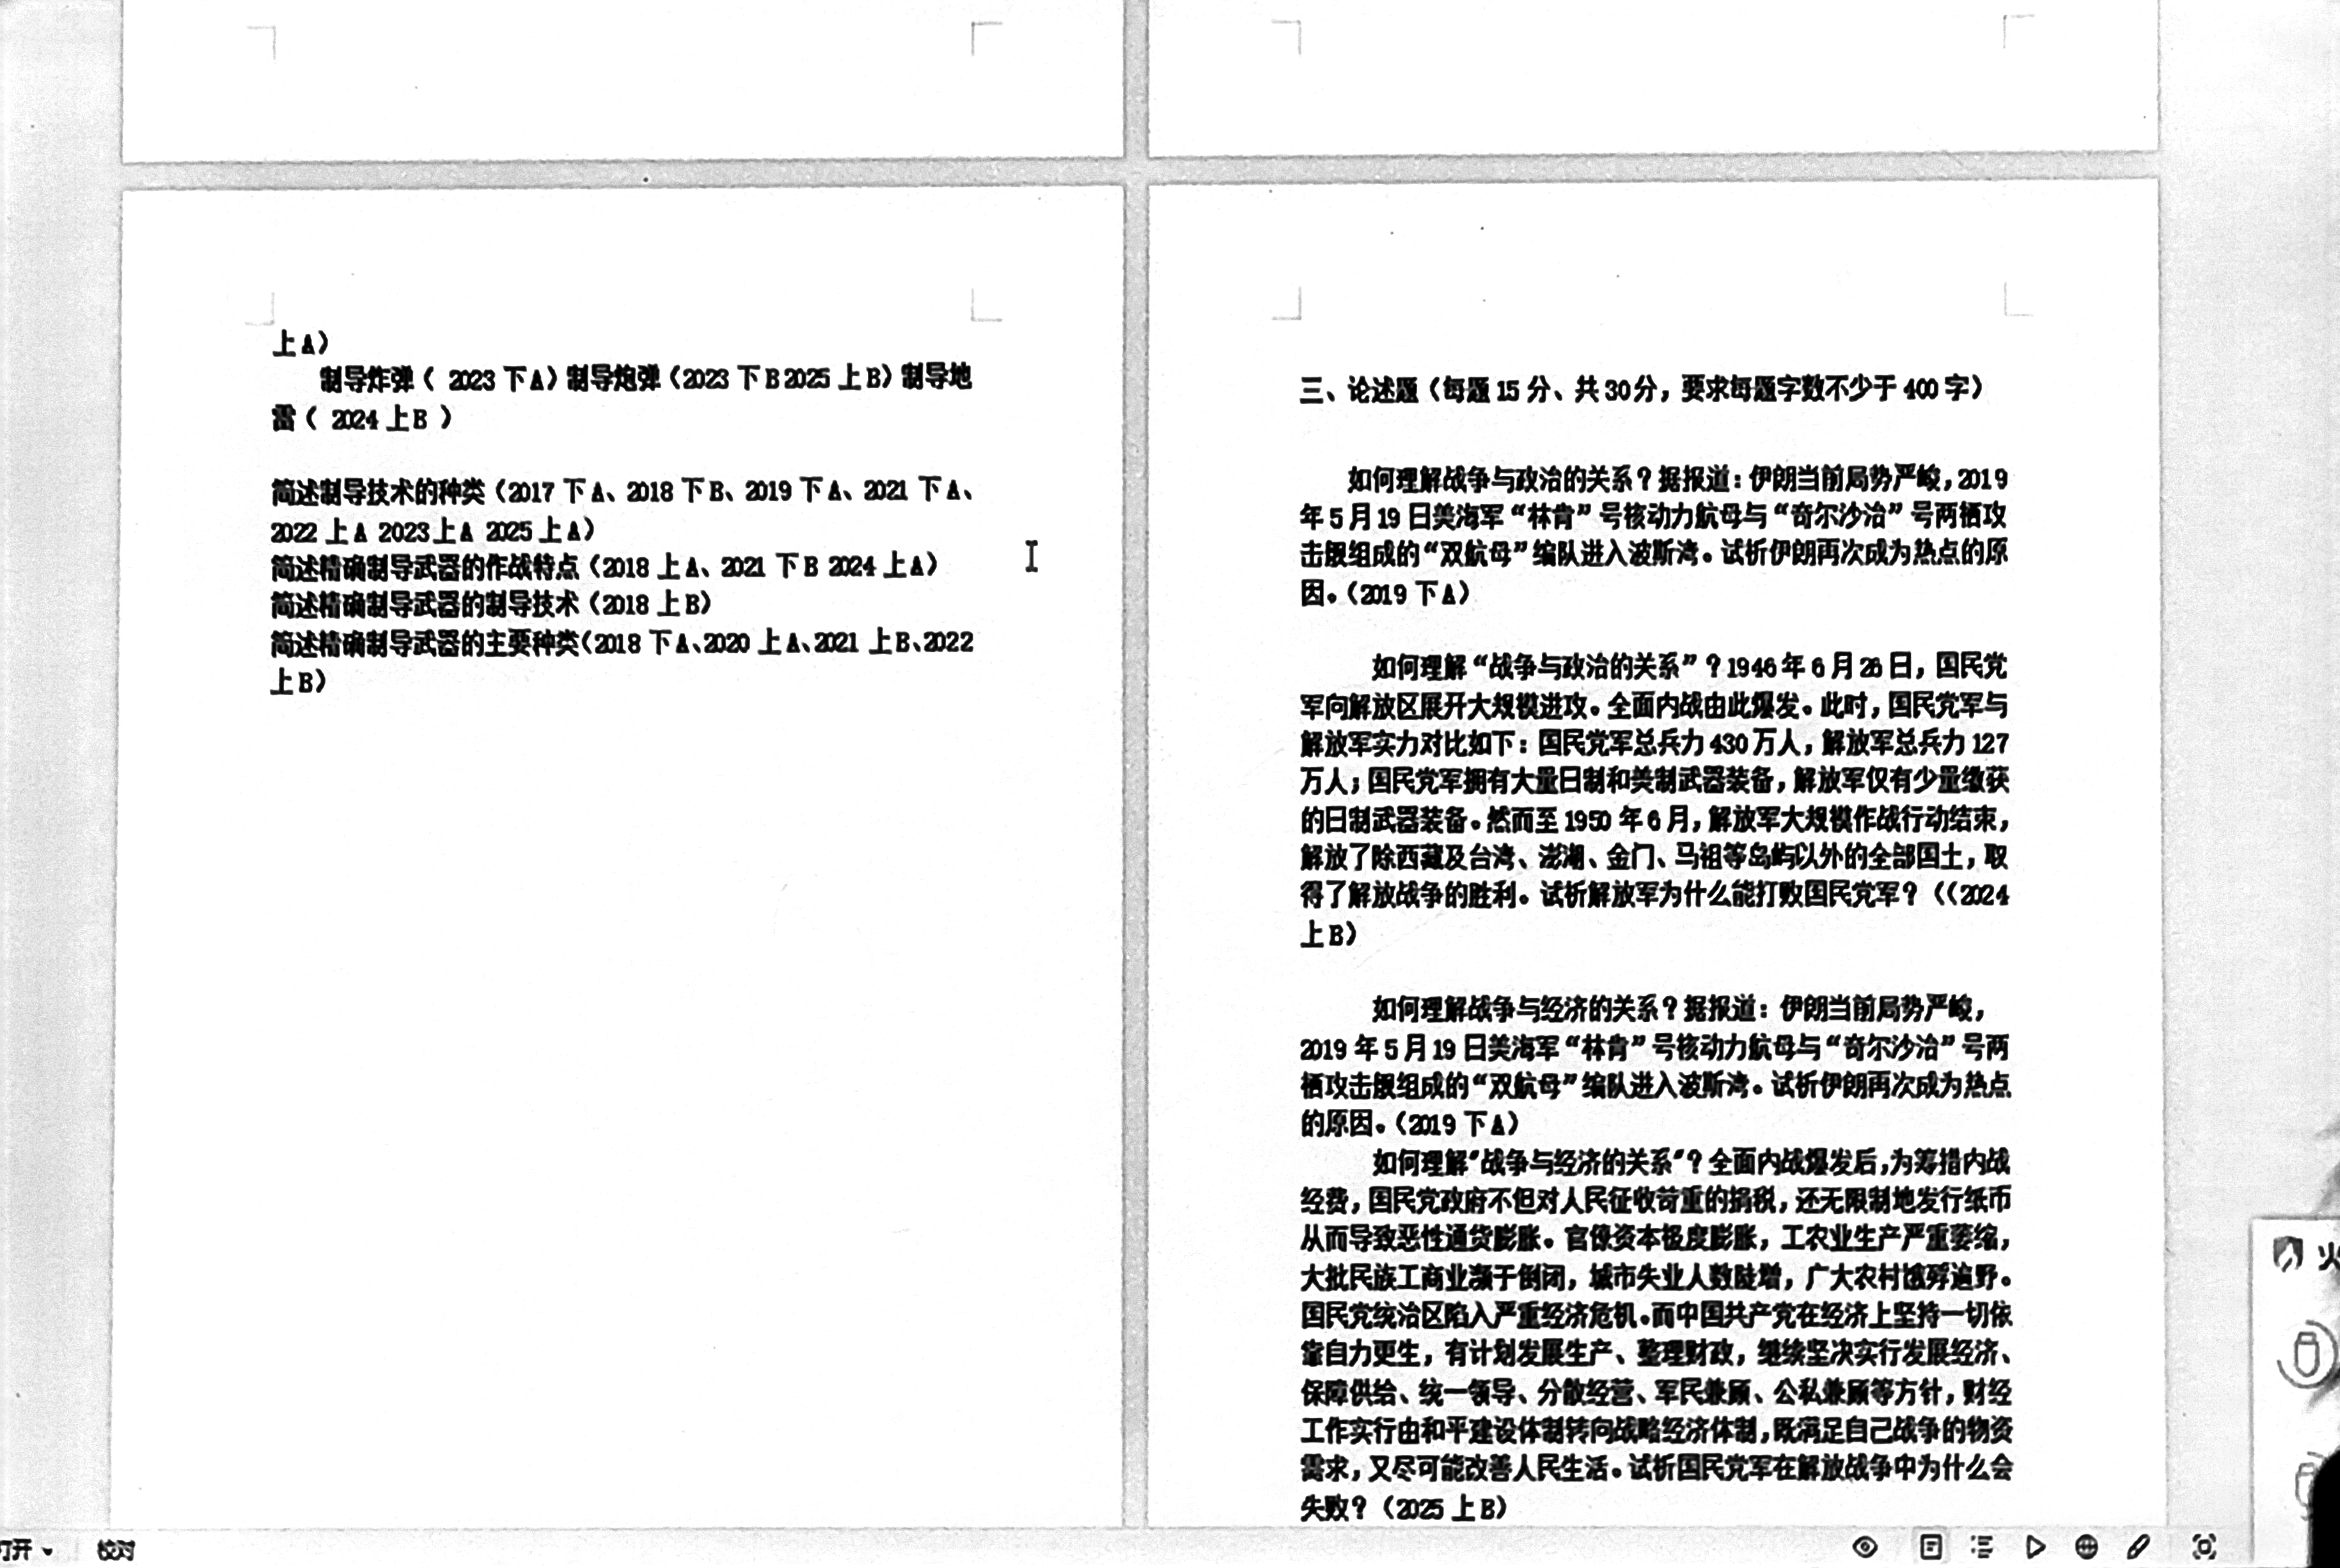 上A）
制导炸弹（ 2023 下A）制导炮弹（2023 下B 2025 上B）制导地
雷（ 2024 上B ）
简述制导技术的种类（2017 下A、2018 下B、2019 下A、2021 下A、
2022 上A 2023上A 2025 上A）
简述精确制导武器的作战特点（2018 上A、2021 下B 2024 上A）
简述精确制导武器的制导技术（2018 上B）
简述精确制导武器的主要种类（2018 下A、2020 上A、2021 上B、2022
上B）
三、论述题（每题 15 分、共 30 分，要求每题字数不少于 400 字）
如何理解战争与政治的关系？据报道：伊朗当前局势严峻，2019
年 5 月 19 日美海军“林肯”号核动力航母与“奇尔沙治”号两栖攻
击舰组成的“双航母”编队进入波斯湾。试析伊朗再次成为热点的原
因。（2019 下A）
如何理解“战争与政治的关系”？1946 年 6 月 26 日，国民党
军向解放区展开大规模进攻。全面内战由此爆发。此时，国民党军与
解放军实力对比如下：国民党军总兵力 430 万人，解放军总兵力 127
万人；国民党军拥有大量日制和美制武器装备，解放军仅有少量缴获
的日制武器装备。然而至 1950 年 6 月，解放军大规模作战行动结束，
解放了除西藏及台湾、澎湖、金门、马祖等岛屿以外的全部国土，取
得了解放战争的胜利。试析解放军为什么能打败国民党军？（（2024
上B）
如何理解战争与经济的关系？据报道：伊朗当前局势严峻，
2019 年 5 月 19 日美海军“林肯”号核动力航母与“奇尔沙治”号两
栖攻击舰组成的“双航母”编队进入波斯湾。试析伊朗再次成为热点
的原因。（2019 下A）
如何理解"战争与经济的关系"？全面内战爆发后，为筹措内战
经费，国民党政府不但对人民征收苛重的捐税，还无限制地发行纸币
从而导致恶性通货膨胀。官僚资本极度膨胀，工农业生产严重萎缩，
大批民族工商业濒于倒闭，城市失业人数陡增，广大农村饿殍遍野。
国民党统治区陷入严重经济危机。而中国共产党在经济上坚持一切依
靠自力更生，有计划发展生产、整理财政，继续坚决实行发展经济、
保障供给、统一领导、分散经营、军民兼顾、公私兼顾等方针，财经
工作实行由和平建设体制转向战略经济体制，既满足自己战争的物资
需求，又尽可能改善人民生活。试析国民党军在解放战争中为什么会
失败？（2025 上B）
打开 校对
火